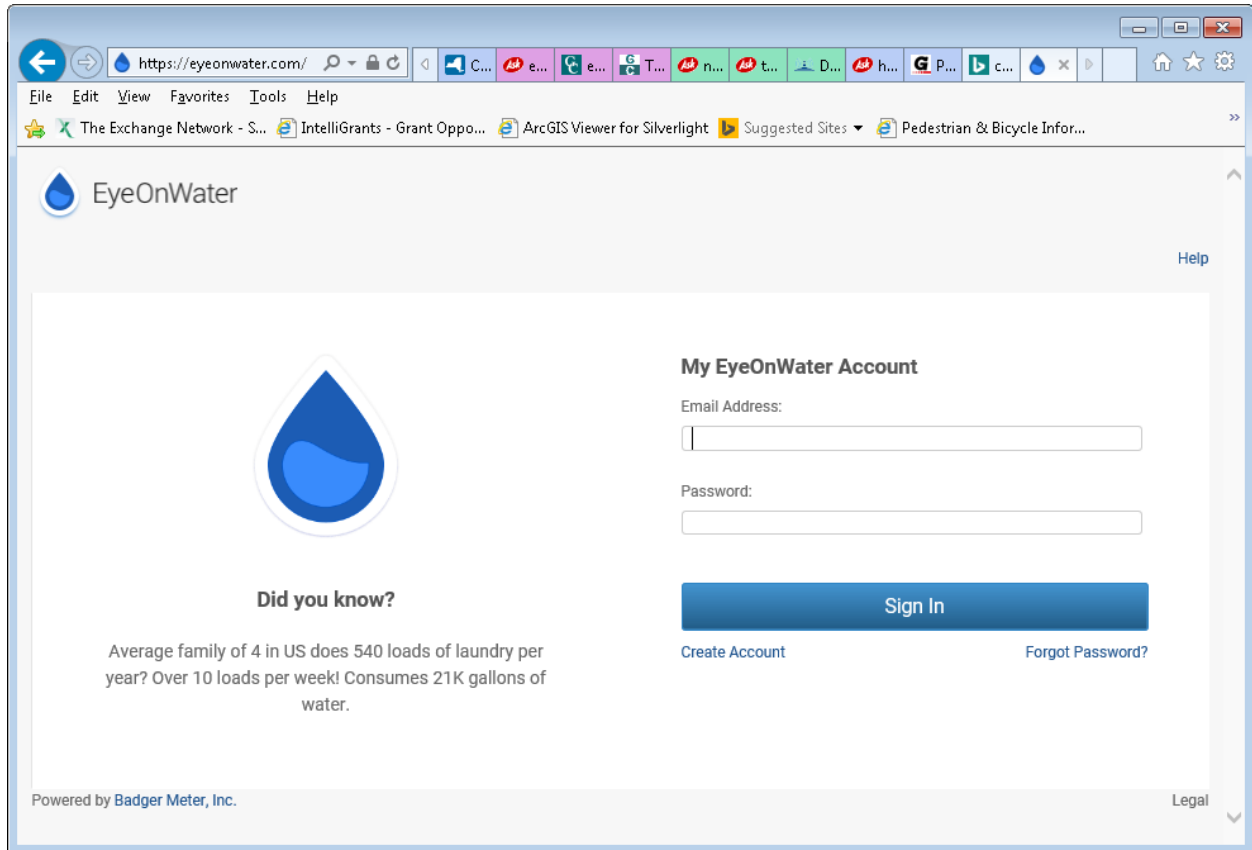 https://eyeonwater.com/
C...
e...
e...
T...
n...
t...
D...
h...
P...
c...
File Edit View Favorites Tools Help
The Exchange Network - S... IntelliGrants - Grant Oppo... ArcGIS Viewer for Silverlight Suggested Sites Pedestrian & Bicycle Infor...
EyeOnWater
Help
Did you know?
Average family of 4 in US does 540 loads of laundry per
year? Over 10 loads per week! Consumes 21K gallons of
water.
My EyeOnWater Account
Email Address:
Password:
Sign In
Create Account Forgot Password?
Powered by Badger Meter, Inc. Legal